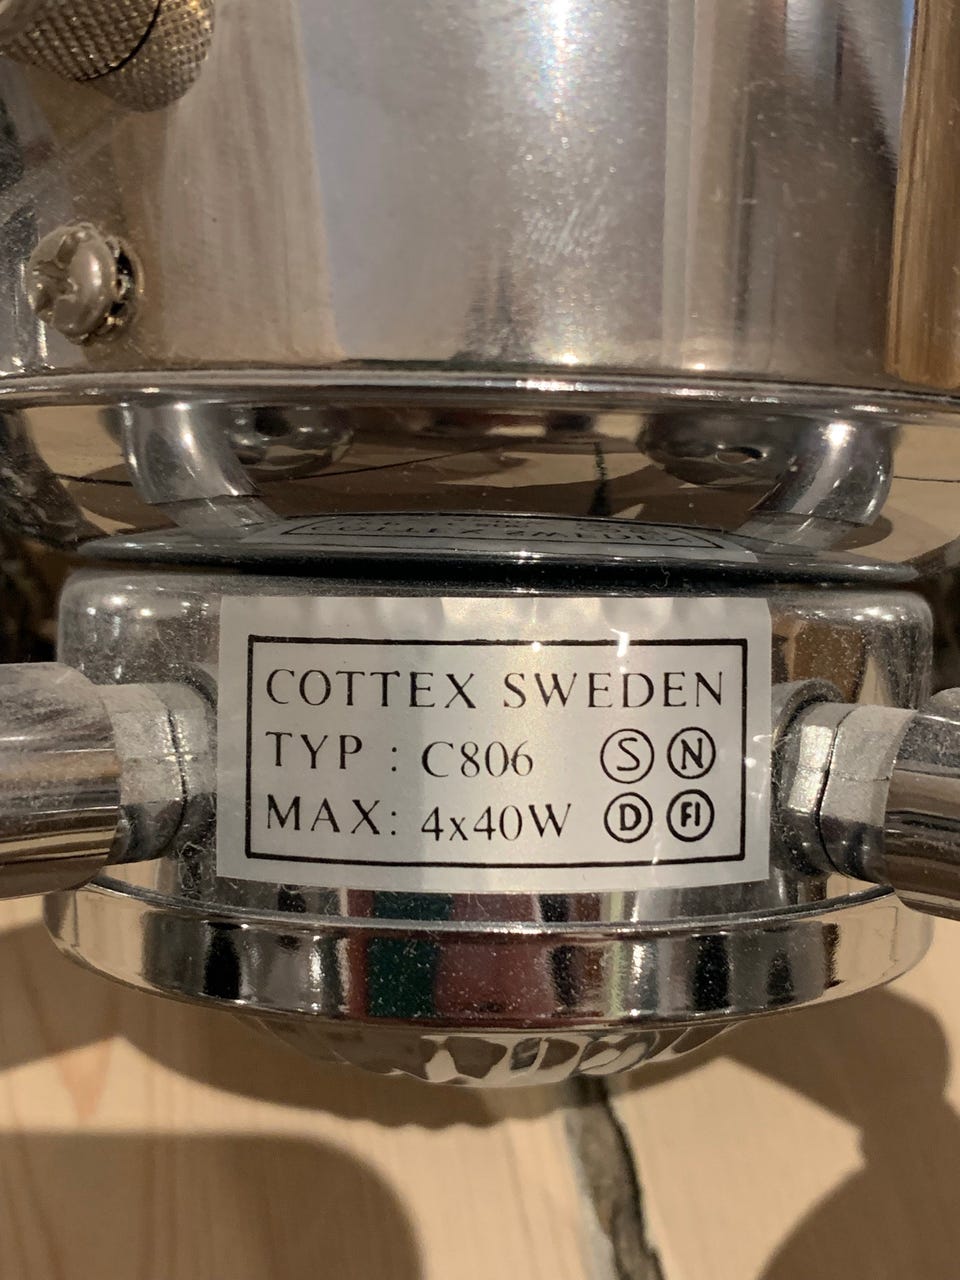 COTTEX SWEDEN
TYP : C806 S N
MAX: 4x40W D FI